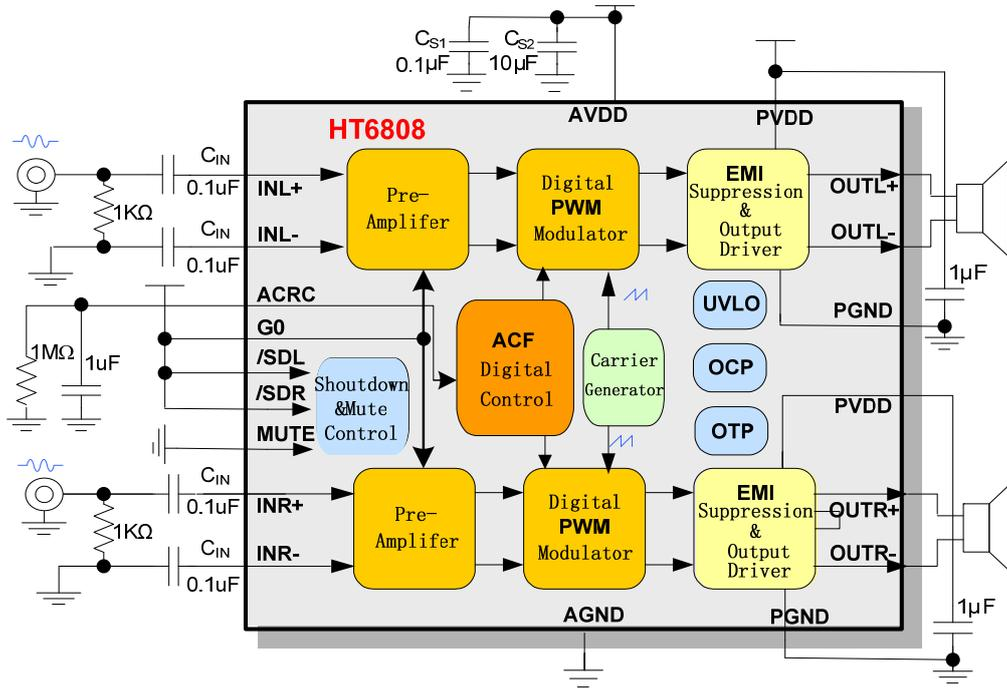 CS1
0.1µF
CS2
10µF
AVDD
PVDD
HT6808
CIN
0.1uF
INL+
1KΩ
CIN
0.1uF
INL-
Pre-
Amplifer
Digital
PWM
Modulator
EMI
Suppression
&
Output
Driver
OUTL+
OUTL-
1µF
PGND
ACRC
G0
/SDL
/SDR
MUTE
1MΩ
1uF
Shoutdown
&Mute
Control
ACF
Digital
Control
Carrier
Generator
UVLO
OCP
OTP
PVDD
CIN
0.1uF
INR+
1KΩ
CIN
0.1uF
INR-
Pre-
Amplifer
Digital
PWM
Modulator
EMI
Suppression
&
Output
Driver
OUTR+
OUTR-
1µF
AGND
PGND